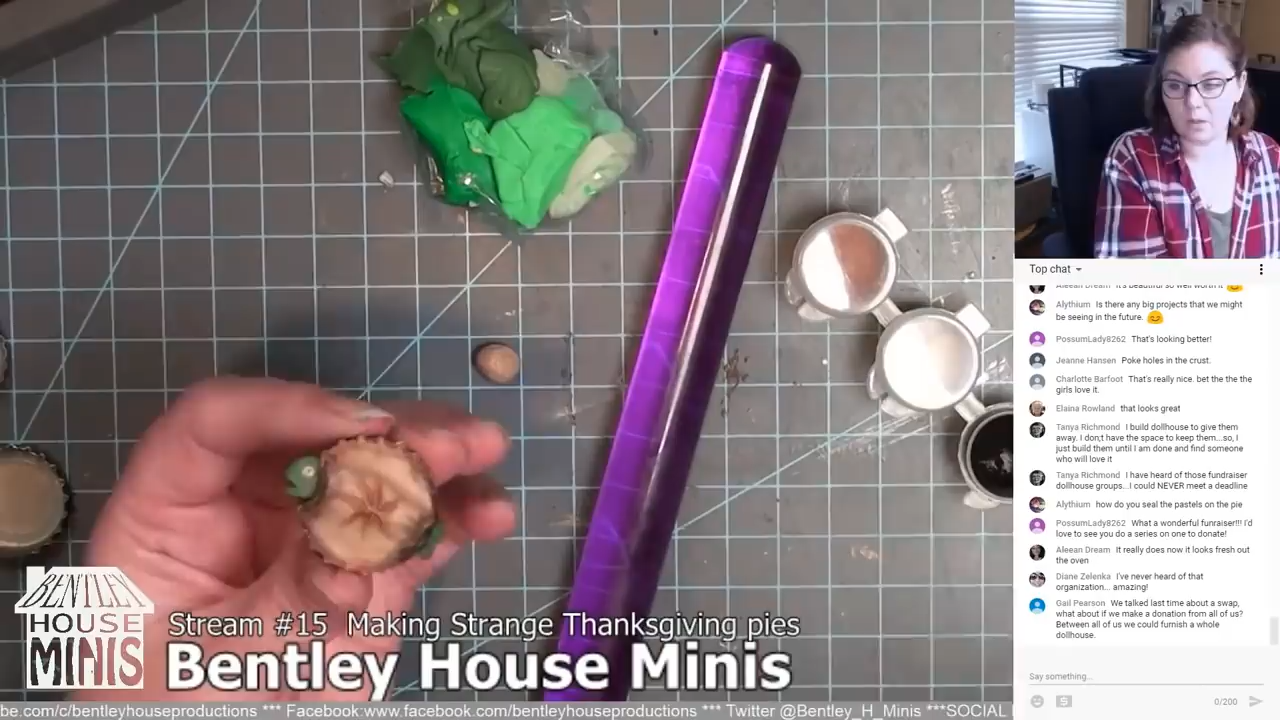 BENTLEY
HOUSE
MINIS
Stream #15 Making Strange Thanksgiving pies
Bentley House Minis
be.com/c/bentleyhouseproductions *** Facebook:www.facebook.com/bentleyhouseproductions *** Twitter @Bentley_H_Minis ***SOCIAL
Top chat
Aleean Dream It's beautiful so well worth it
Alythium Is there any big projects that we might
be seeing in the future.
PossumLady8262 That's looking better!
Jeanne Hansen Poke holes in the crust.
Charlotte Barfoot That's really nice. bet the the the
girls love it.
Elaina Rowland that looks great
Tanya Richmond I build dollhouse to give them
away. I don;t have the space to keep them...so, I
just build them until I am done and find someone
who will love it
Tanya Richmond I have heard of those fundraiser
dollhouse groups...I could NEVER meet a deadline
Alythium how do you seal the pastels on the pie
PossumLady8262 What a wonderful funraiser!!! I'd
love to see you do a series on one to donate!
Aleean Dream It really does now it looks fresh out
the oven
Diane Zelenka I've never heard of that
organization... amazing!
Gail Pearson We talked last time about a swap,
what about if we make a donation from all of us?
Between all of us we could furnish a whole
dollhouse.
Say something...
0/200